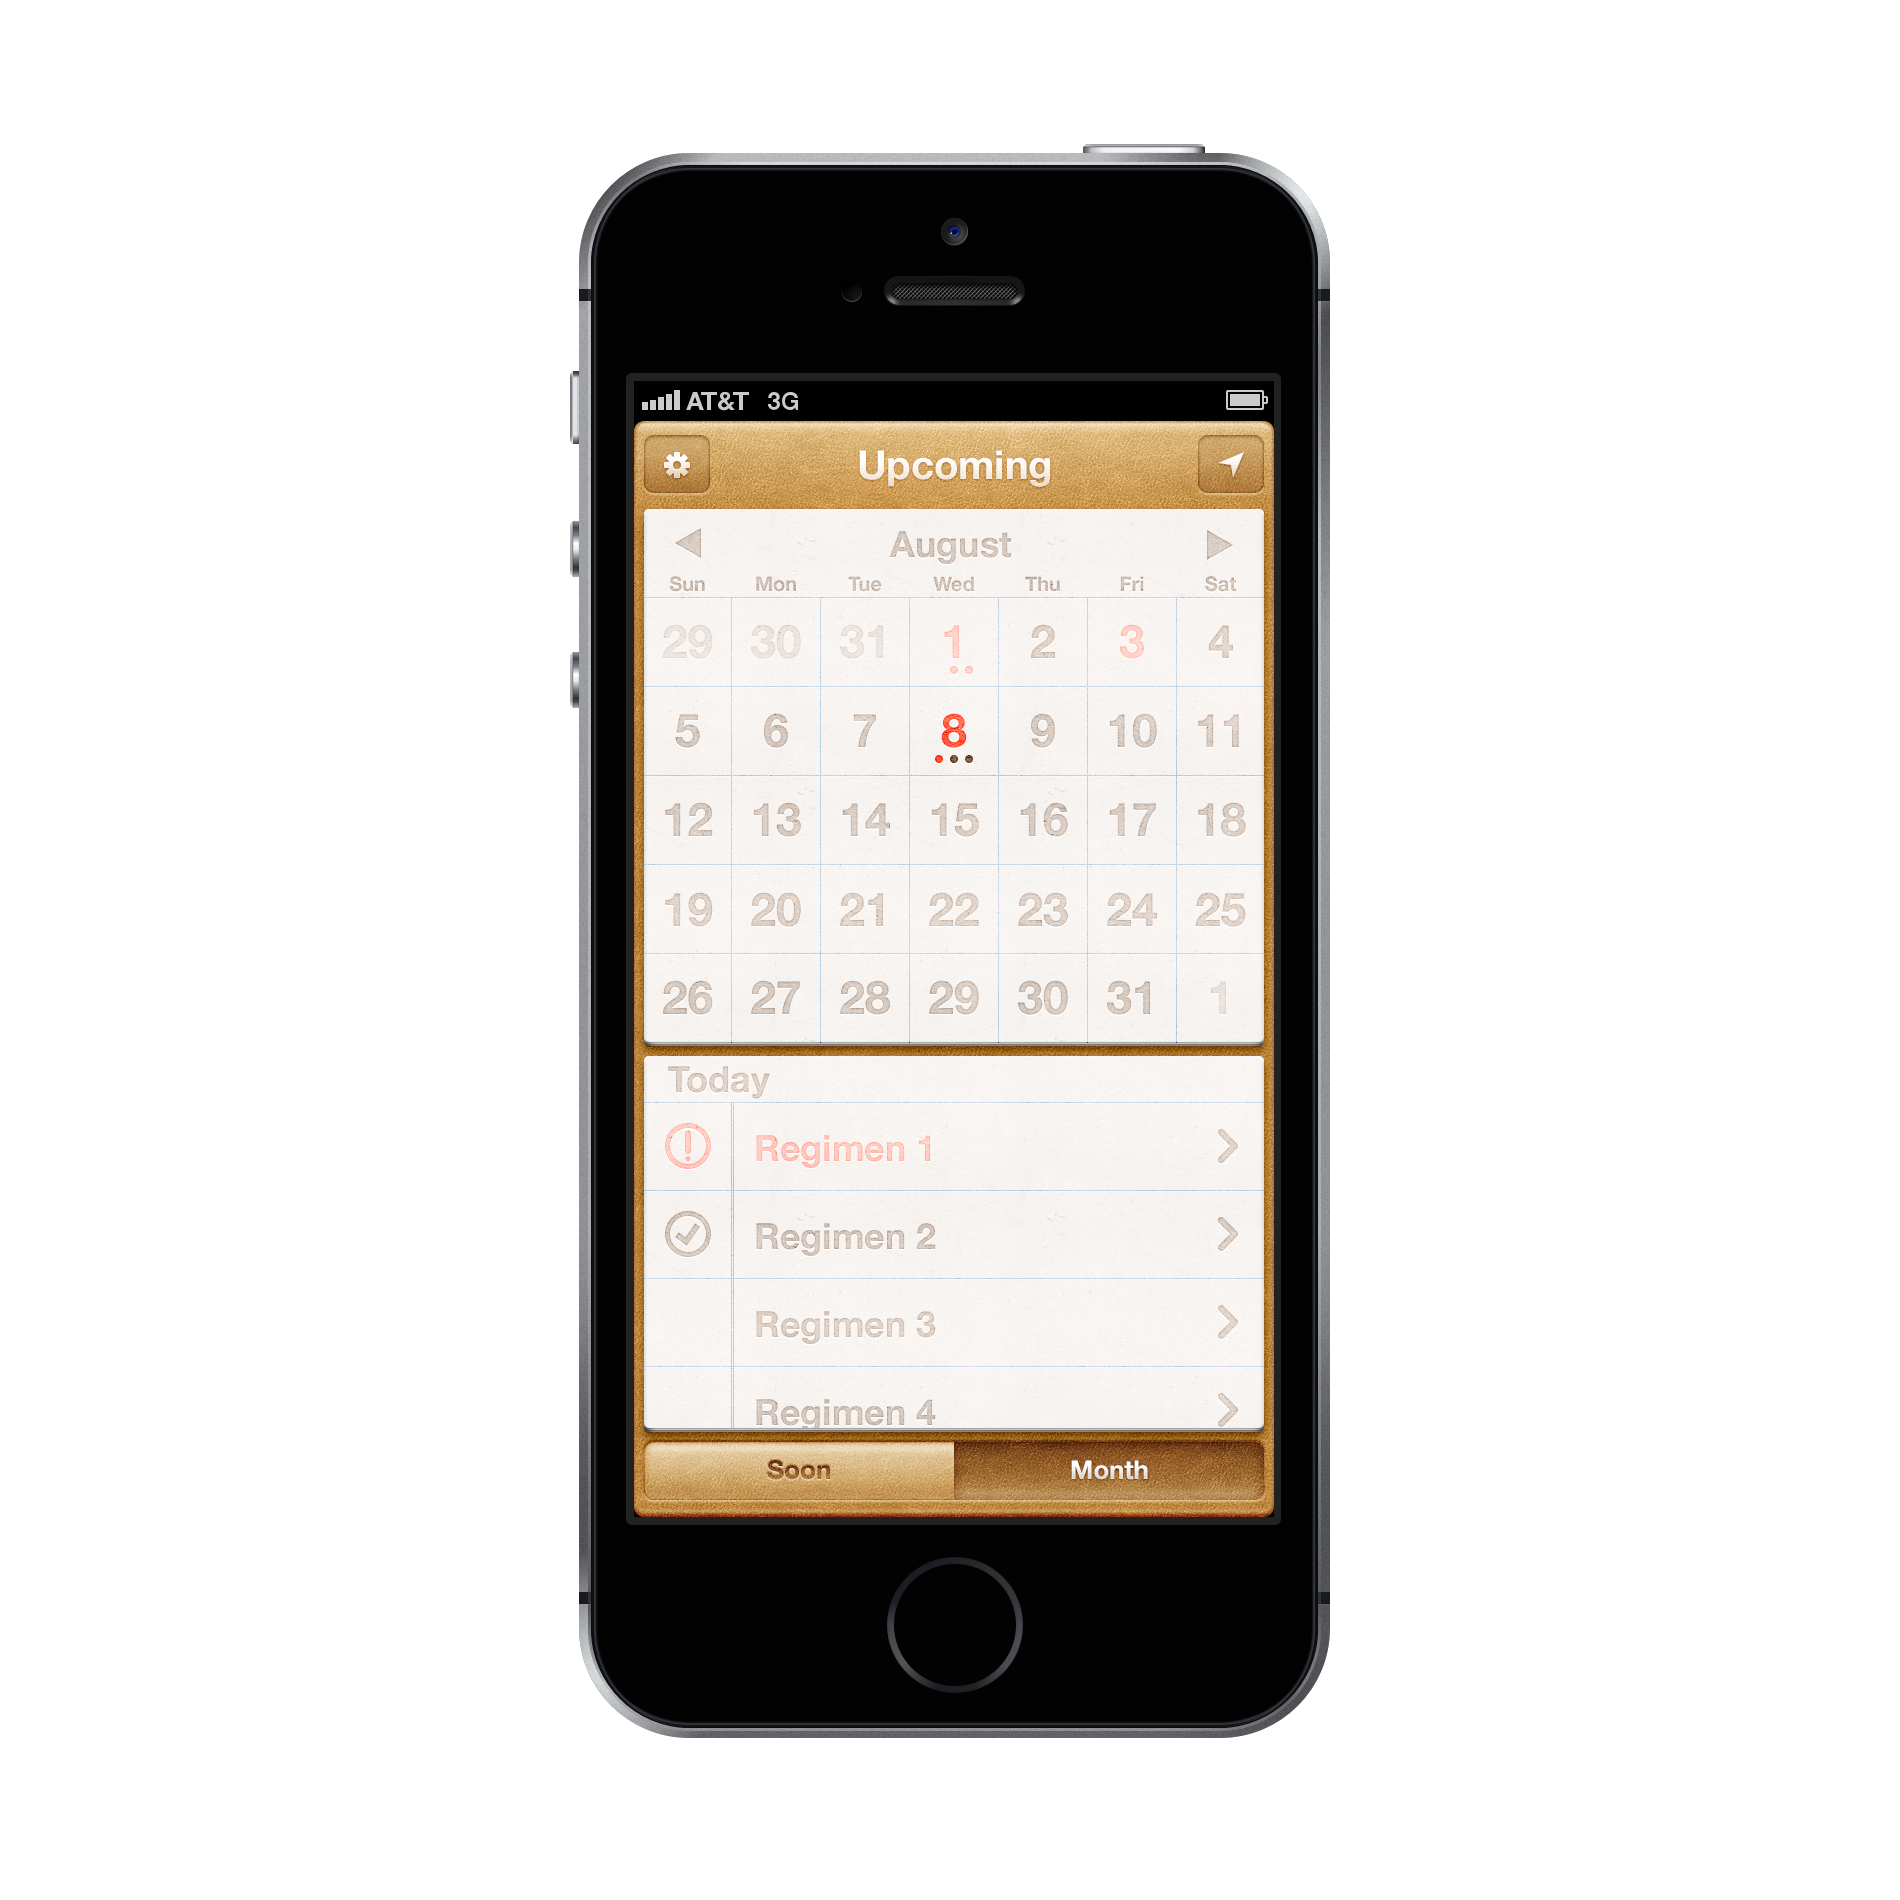 AT&T 3G
Upcoming
August
Sun Mon Tue Wed Thu Fri Sat
29 30 31 1 2 3 4
5 6 7 8 9 10 11
12 13 14 15 16 17 18
19 20 21 22 23 24 25
26 27 28 29 30 31 1
Today
Regimen 1
Regimen 2
Regimen 3
Regimen 4
Soon Month